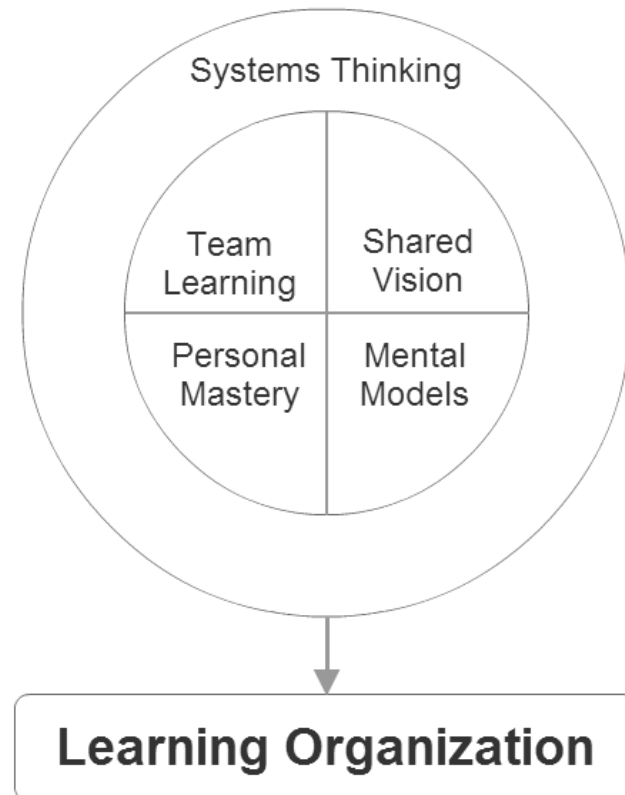 Systems Thinking
Team
Learning
Shared
Vision
Personal
Mastery
Mental
Models
Learning Organization